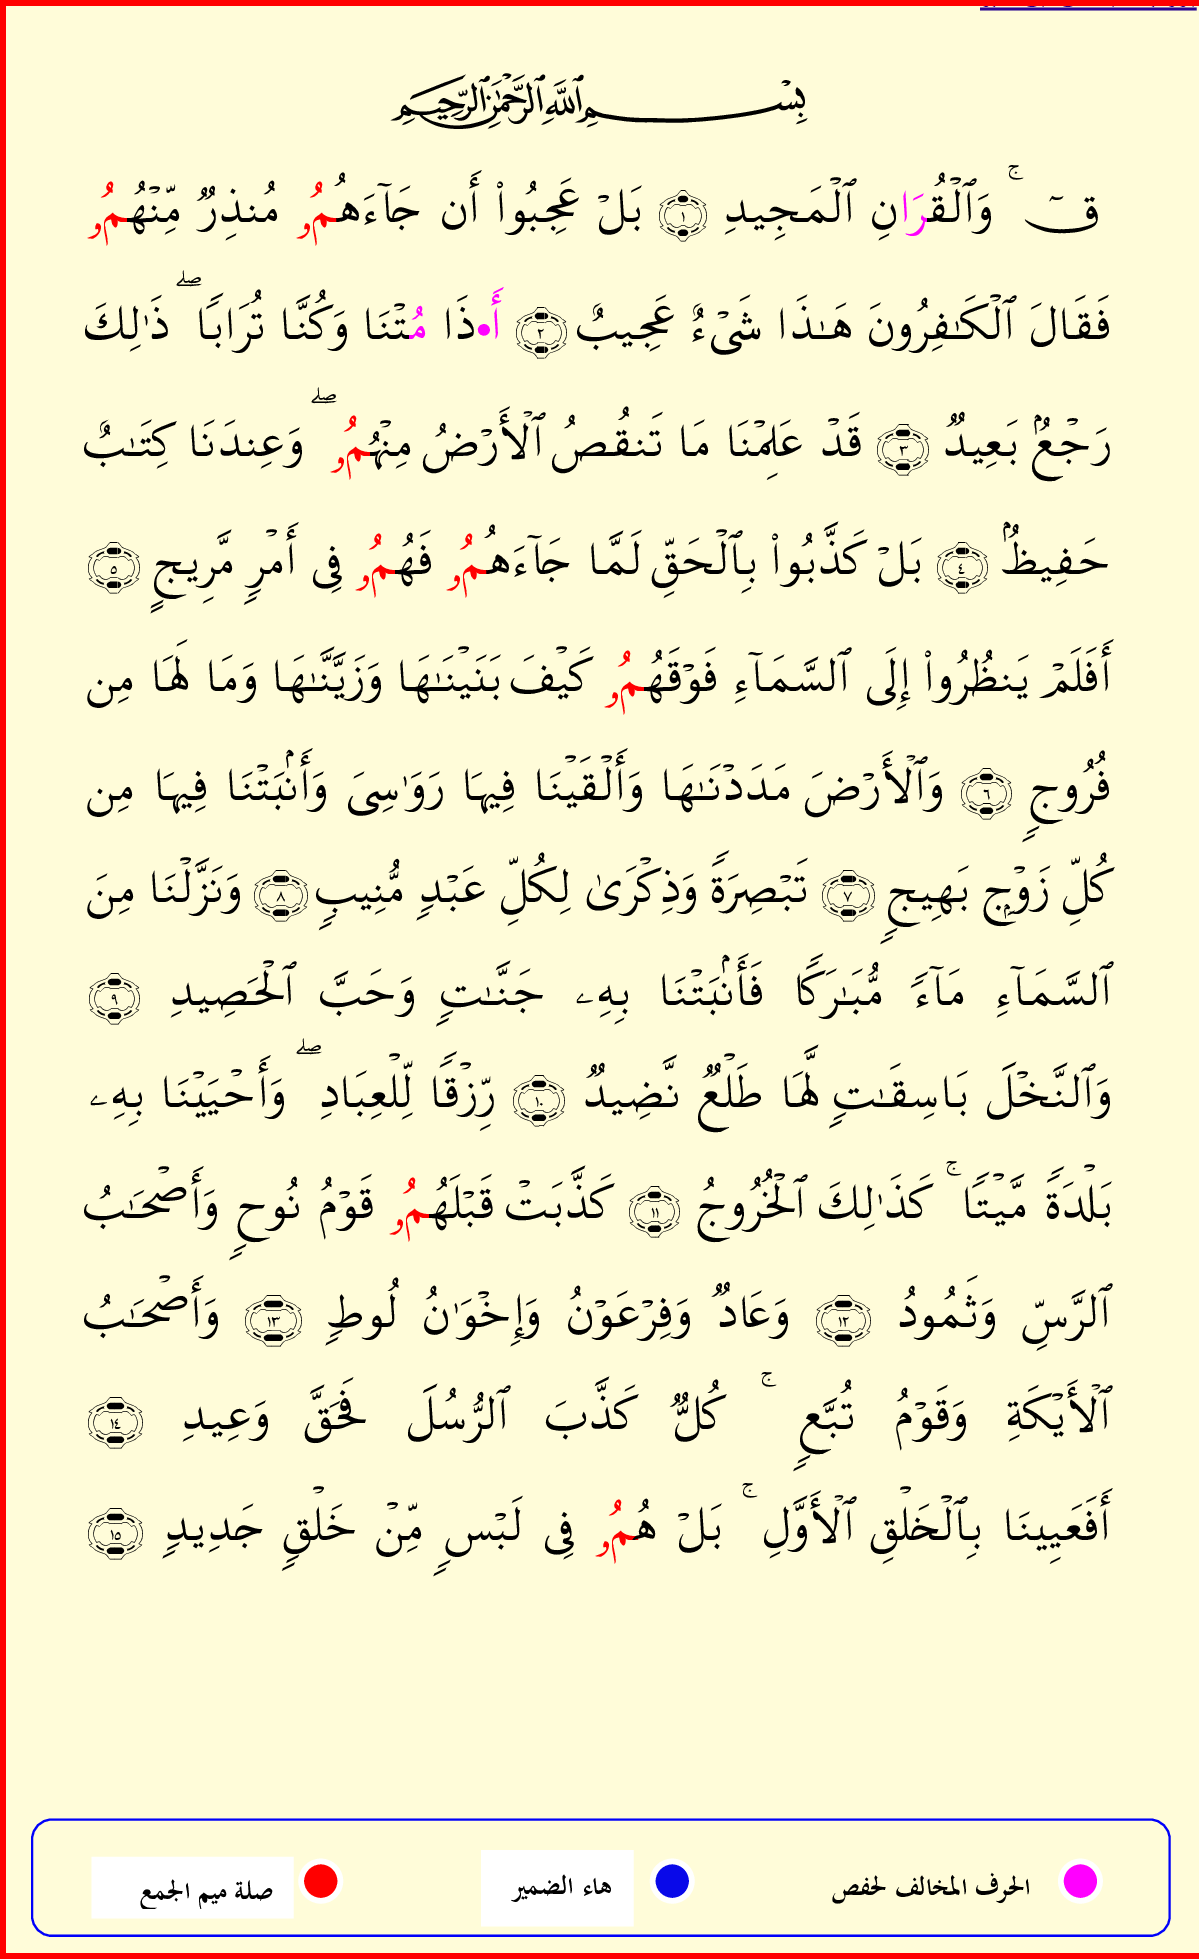 بِسْمِ ٱللَّهِ ٱلرَّحْمَٰنِ ٱلرَّحِيمِ
قٓ ۚ وَٱلْقُرَانِ ٱلْمَجِيدِ ١ بَلْ عَجِبُوا۟ أَن جَآءَهُمُۥ مُنذِرٌ مِّنْهُمُۥ
فَقَالَ ٱلْكَٰفِرُونَ هَٰذَا شَىْءٌ عَجِيبٌ ٢ أَ•ذَا مُتْنَا وَكُنَّا تُرَابًا ۖ ذَٰلِكَ
رَجْعٌۢ بَعِيدٌ ٣ قَدْ عَلِمْنَا مَا تَنقُصُ ٱلْأَرْضُ مِنْهُمُۥ ۖ وَعِندَنَا كِتَٰبٌ
حَفِيظٌۢ ٤ بَلْ كَذَّبُوا۟ بِٱلْحَقِّ لَمَّا جَآءَهُمُۥ فَهُمُۥ فِى أَمْرٍ مَّرِيجٍ ٥
أَفَلَمْ يَنظُرُوا۟ إِلَى ٱلسَّمَآءِ فَوْقَهُمُۥ كَيْفَ بَنَيْنَٰهَا وَزَيَّنَّٰهَا وَمَا لَهَا مِن
فُرُوجٍ ٦ وَٱلْأَرْضَ مَدَدْنَٰهَا وَأَلْقَيْنَا فِيهَا رَوَٰسِىَ وَأَنۢبَتْنَا فِيهَا مِن
كُلِّ زَوْجٍۭ بَهِيجٍ ٧ تَبْصِرَةً وَذِكْرَىٰ لِكُلِّ عَبْدٍ مُّنِيبٍ ٨ وَنَزَّلْنَا مِنَ
ٱلسَّمَآءِ مَآءً مُّبَٰرَكًا فَأَنۢبَتْنَا بِهِۦ جَنَّٰتٍ وَحَبَّ ٱلْحَصِيدِ ٩
وَٱلنَّخْلَ بَاسِقَٰتٍ لَّهَا طَلْعٌ نَّضِيدٌ ١٠ رِّزْقًا لِّلْعِبَادِ ۖ وَأَحْيَيْنَا بِهِۦ
بَلْدَةً مَّيْتًا ۚ كَذَٰلِكَ ٱلْخُرُوجُ ١١ كَذَّبَتْ قَبْلَهُمُۥ قَوْمُ نُوحٍ وَأَصْحَٰبُ
ٱلرَّسِّ وَثَمُودُ ١٢ وَعَادٌ وَفِرْعَوْنُ وَإِخْوَٰنُ لُوطٍ ١٣ وَأَصْحَٰبُ
ٱلْأَيْكَةِ وَقَوْمُ تُبَّعٍ ۚ كُلٌّ كَذَّبَ ٱلرُّسُلَ فَحَقَّ وَعِيدِ ١٤
أَفَعَيِينَا بِٱلْخَلْقِ ٱلْأَوَّلِ ۚ بَلْ هُمُۥ فِى لَبْسٍ مِّنْ خَلْقٍ جَدِيدٍ ١٥
الحرف المخالف لحفص هاء الضمير صلة ميم الجمع